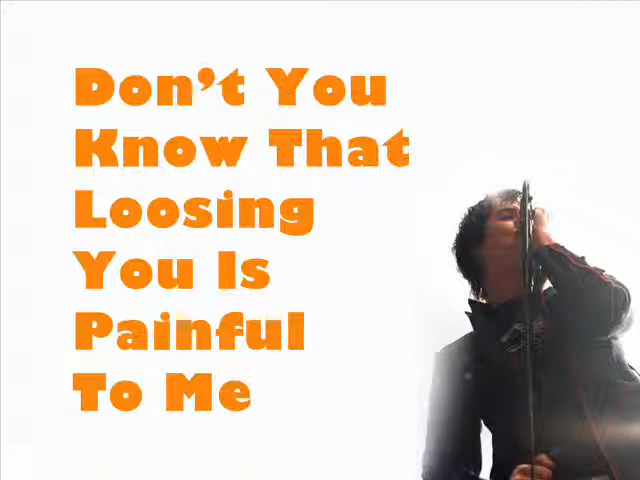 Don't You
Know That
Loosing
You Is
Painful
To Me